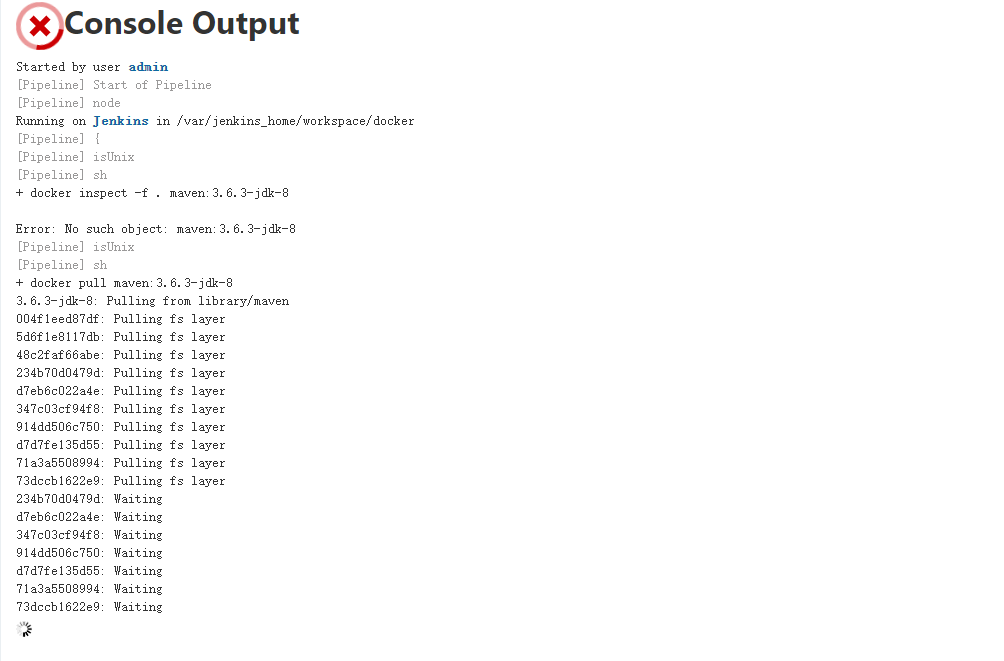 Console Output
Started by user admin
[Pipeline] Start of Pipeline
[Pipeline] node
Running on Jenkins in /var/jenkins_home/workspace/docker
[Pipeline] {
[Pipeline] isUnix
[Pipeline] sh
+ docker inspect -f . maven:3.6.3-jdk-8
Error: No such object: maven:3.6.3-jdk-8
[Pipeline] isUnix
[Pipeline] sh
+ docker pull maven:3.6.3-jdk-8
3.6.3-jdk-8: Pulling from library/maven
004f1eed87df: Pulling fs layer
5d6f1e8117db: Pulling fs layer
48c2faf66abe: Pulling fs layer
234b70d0479d: Pulling fs layer
d7eb6c022a4e: Pulling fs layer
347c03cf94f8: Pulling fs layer
914dd506c750: Pulling fs layer
d7d7fe135d55: Pulling fs layer
71a3a5508994: Pulling fs layer
73dccb1622e9: Pulling fs layer
234b70d0479d: Waiting
d7eb6c022a4e: Waiting
347c03cf94f8: Waiting
914dd506c750: Waiting
d7d7fe135d55: Waiting
71a3a5508994: Waiting
73dccb1622e9: Waiting